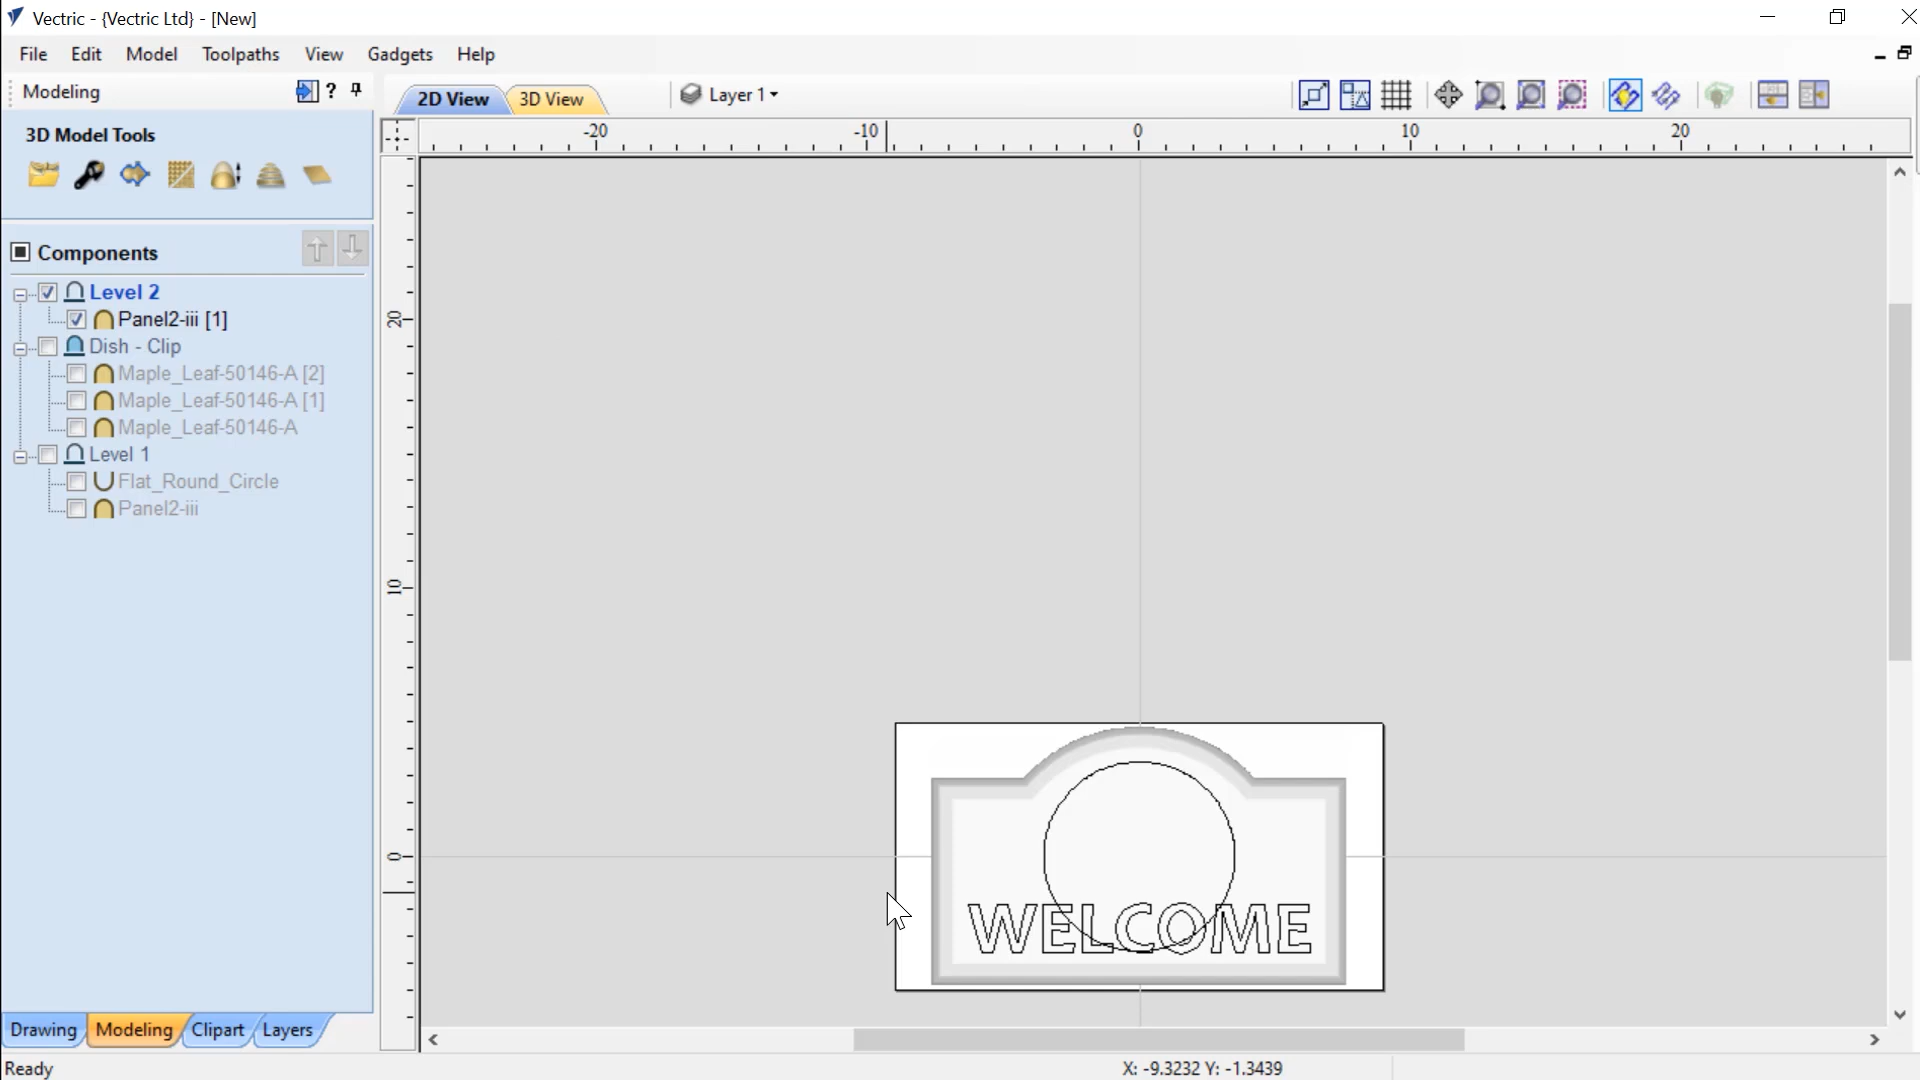 Vectric - {Vectric Ltd} - [New]
File Edit Model Toolpaths View Gadgets Help
Modeling ?
2D View 3D View Layer 1
3D Model Tools
-20 -10 0 10 20
Components
Level 2
Panel2-iii [1]
Dish - Clip
Maple_Leaf-50146-A [2]
Maple_Leaf-50146-A [1]
Maple_Leaf-50146-A
Level 1
Flat_Round_Circle
Panel2-iii
20
10
0
WELCOME
Drawing Modeling Clipart Layers
Ready X: -9.3232 Y: -1.3439